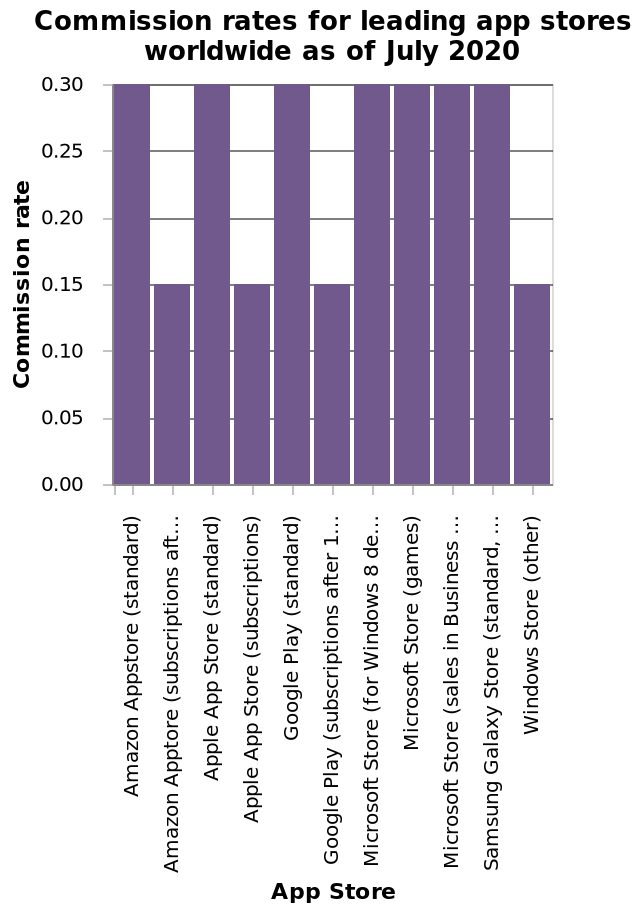 Commission rates for leading app stores
worldwide as of July 2020
0.30
0.25
0.20
0.15
0.10
0.05
0.00
Commission rate
Amazon Appstore (standard)
Amazon Apptore (subscriptions aft...
Apple App Store (standard)
Apple App Store (subscriptions)
Google Play (standard)
Google Play (subscriptions after 1...
Microsoft Store (for Windows 8 de...
Microsoft Store (games)
Microsoft Store (sales in Business ...
Samsung Galaxy Store (standard, ...
Windows Store (other)
App Store